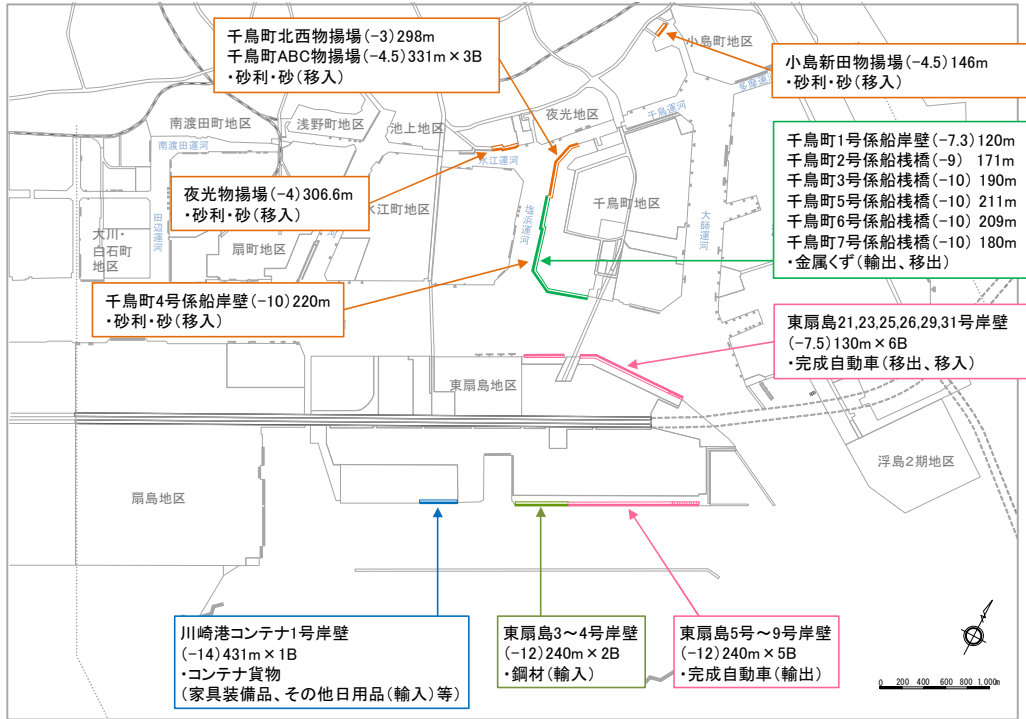 千鳥町北西物揚場(-3)298m
千鳥町ABC物揚場(-4.5)331m×3B
・砂利・砂(移入)
小島町地区
小島新田物揚場(-4.5)146m
・砂利・砂(移入)
多摩運河
千鳥運河
夜光地区
南渡田町地区
浅野町地区
池上地区
南渡田運河
水江運河
千鳥町1号係船岸壁(-7.3)120m
千鳥町2号係船桟橋(-9) 171m
千鳥町3号係船桟橋(-10) 190m
千鳥町5号係船桟橋(-10) 211m
千鳥町6号係船桟橋(-10) 209m
千鳥町7号係船桟橋(-10) 180m
・金属くず(輸出、移出)
夜光物揚場(-4)306.6m
・砂利・砂(移入)
水江町地区
千鳥町地区
塩浜運河
大師運河
田辺運河
大川・
白石町
地区
扇町地区
千鳥町4号係船岸壁(-10)220m
・砂利・砂(移入)
東扇島21,23,25,26,29,31号岸壁
(-7.5)130m×6B
・完成自動車(移出、移入)
東扇島地区
浮島2期地区
扇島地区
川崎港コンテナ1号岸壁
(-14)431m×1B
・コンテナ貨物
(家具装備品、その他日用品(輸入)等)
東扇島3～4号岸壁
(-12)240m×2B
・鋼材(輸入)
東扇島5号～9号岸壁
(-12)240m×5B
・完成自動車(輸出)
0 200 400 600 800 1,000m